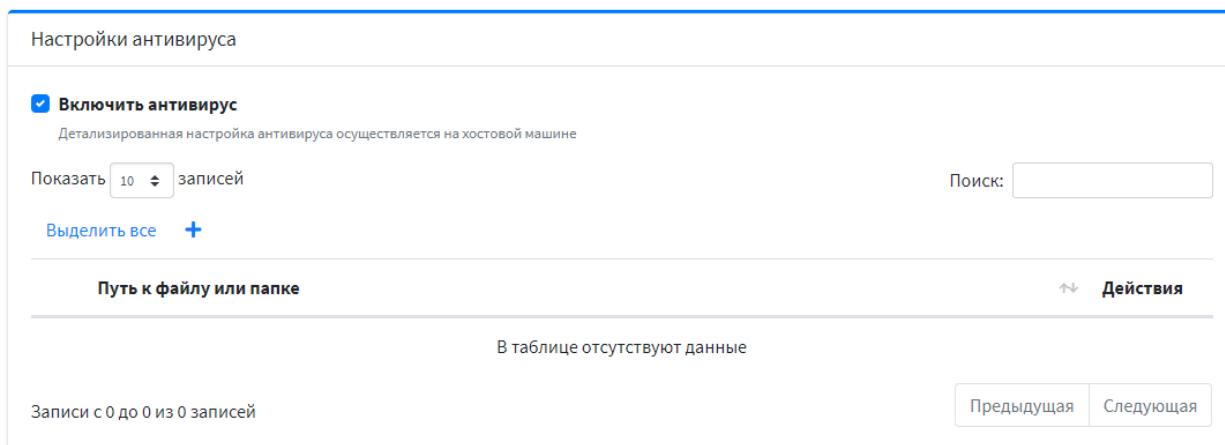 Настройки антивируса
Включить антивирус
Детализированная настройка антивируса осуществляется на хостовой машине
Показать 10 записей Поиск:
Выделить все +
Путь к файлу или папке Действия
В таблице отсутствуют данные
Записи с 0 до 0 из 0 записей Предыдущая Следующая